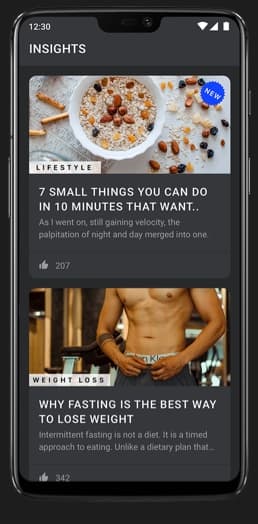 12:30
INSIGHTS
NEW
LIFESTYLE
7 SMALL THINGS YOU CAN DO
IN 10 MINUTES THAT WANT..
As I went on, still gaining velocity, the
palpitation of night and day merged into one.
207
WEIGHT LOSS
WHY FASTING IS THE BEST WAY
TO LOSE WEIGHT
Intermittent fasting is not a diet. It is a timed
approach to eating. Unlike a dietary plan that...
342